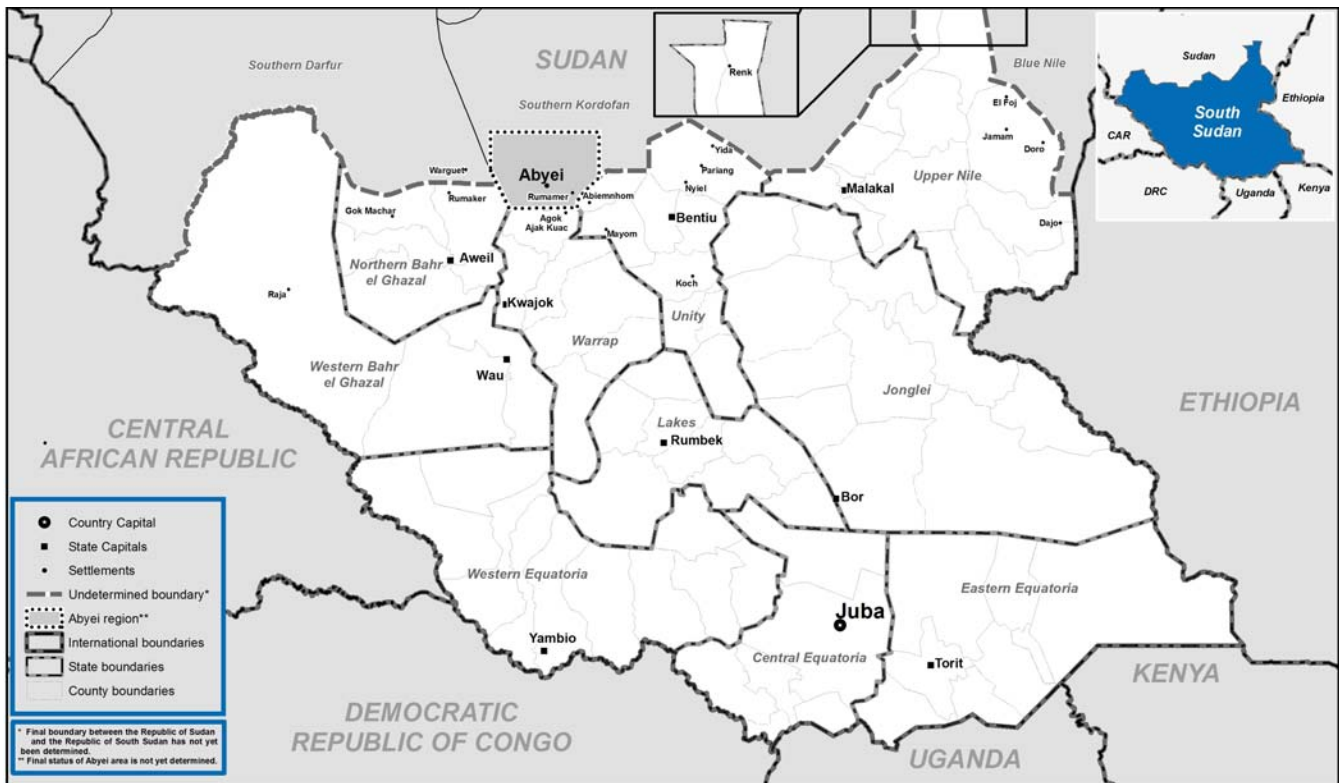 SUDAN
Southern Darfur
Southern Kordofan
Renk
Blue Nile
Sudan
Ethiopia
South
Sudan
CAR
DRC
Uganda
Kenya
El Foj
Jamam
Doro
Yida
Pariang
Nyiel
Warguet
Abyei
Rumamer
Abiemnhom
Rumaker
Gok Machar
Agok
Ajak Kuac
Mayom
Bentiu
Malakal
Upper Nile
Dajo
Northern Bahr
el Ghazal
Aweil
Raja
Kwajok
Koch
Unity
Warrap
Western Bahr
el Ghazal
Wau
Jonglei
ETHIOPIA
CENTRAL
AFRICAN REPUBLIC
Lakes
Rumbek
Bor
Country Capital
State Capitals
Settlements
Undetermined boundary*
Abyei region**
International boundaries
State boundaries
County boundaries
Western Equatoria
Eastern Equatoria
Juba
Yambio
Central Equatoria
Torit
KENYA
DEMOCRATIC
REPUBLIC OF CONGO
UGANDA
* Final boundary between the Republic of Sudan
and the Republic of South Sudan has not yet
been determined.
** Final status of Abyei area is not yet determined.